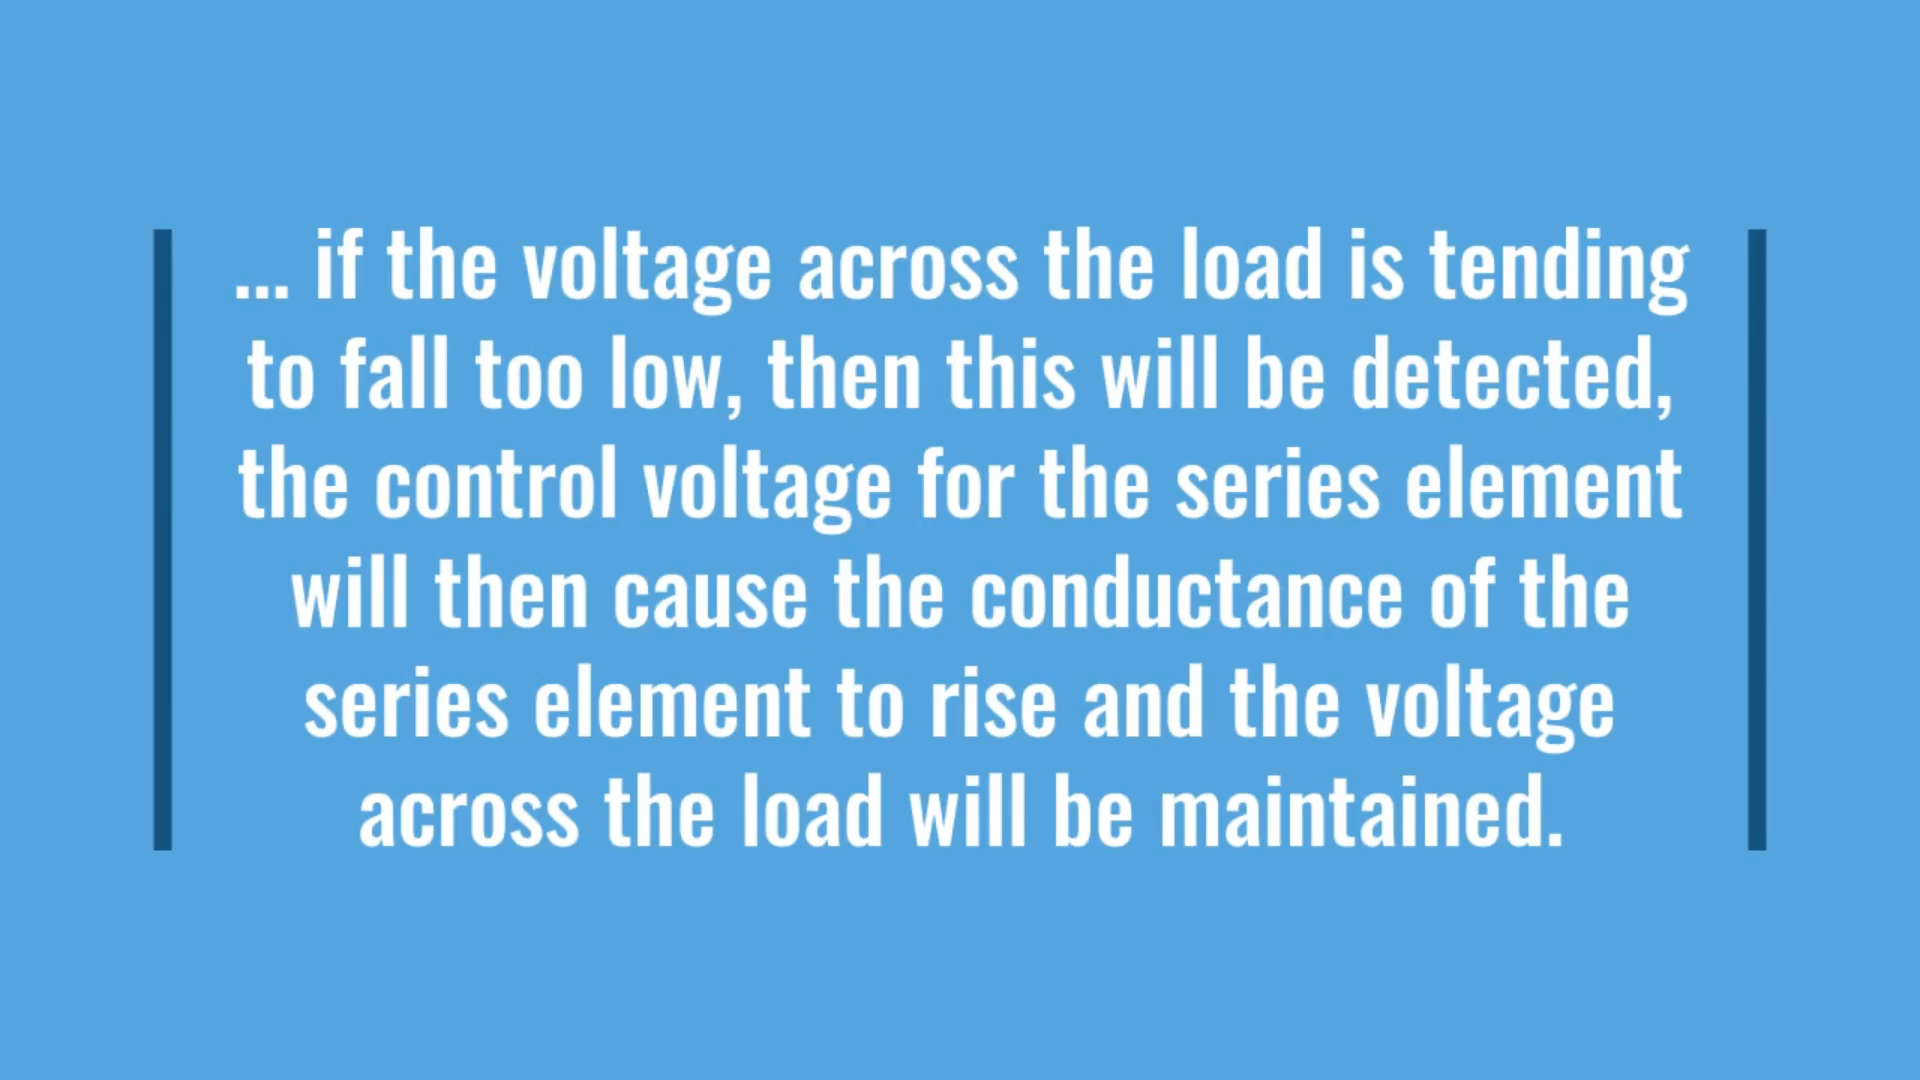 ... if the voltage across the load is tending
to fall too low, then this will be detected,
the control voltage for the series element
will then cause the conductance of the
series element to rise and the voltage
across the load will be maintained.